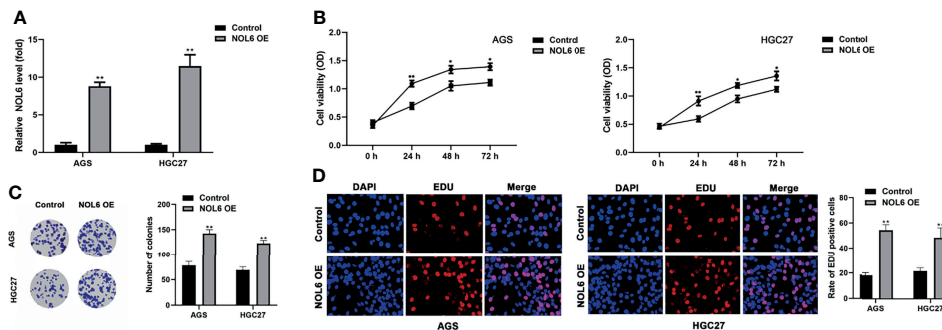 A
Control
NOL6 OE
Relative NOL6 level (fold)
15
10
5
0
**
**
AGS
HGC27
B
AGS
Control
NOL6 0E
Cell viability (OD)
2.0
1.5
1.0
0.5
0.0
**
*
*
0 h
24 h
48 h
72 h
HGC27
Control
NOL6 OE
Cell viability (OD)
2.0
1.5
1.0
0.5
0.0
**
*
*
0 h
24 h
48 h
72 h
C
Control
NOL6 OE
AGS
HGC27
Control
NOL6 OE
Number of colonies
200
150
100
50
0
**
**
AGS
HGC27
D
DAPI
EDU
Merge
Control
NOL6 OE
AGS
DAPI
EDU
Merge
Control
NOL6 OE
HGC27
Control
NOL6 OE
Rate of EDU positive cells
80
60
40
20
0
**
**
AGS
HGC27